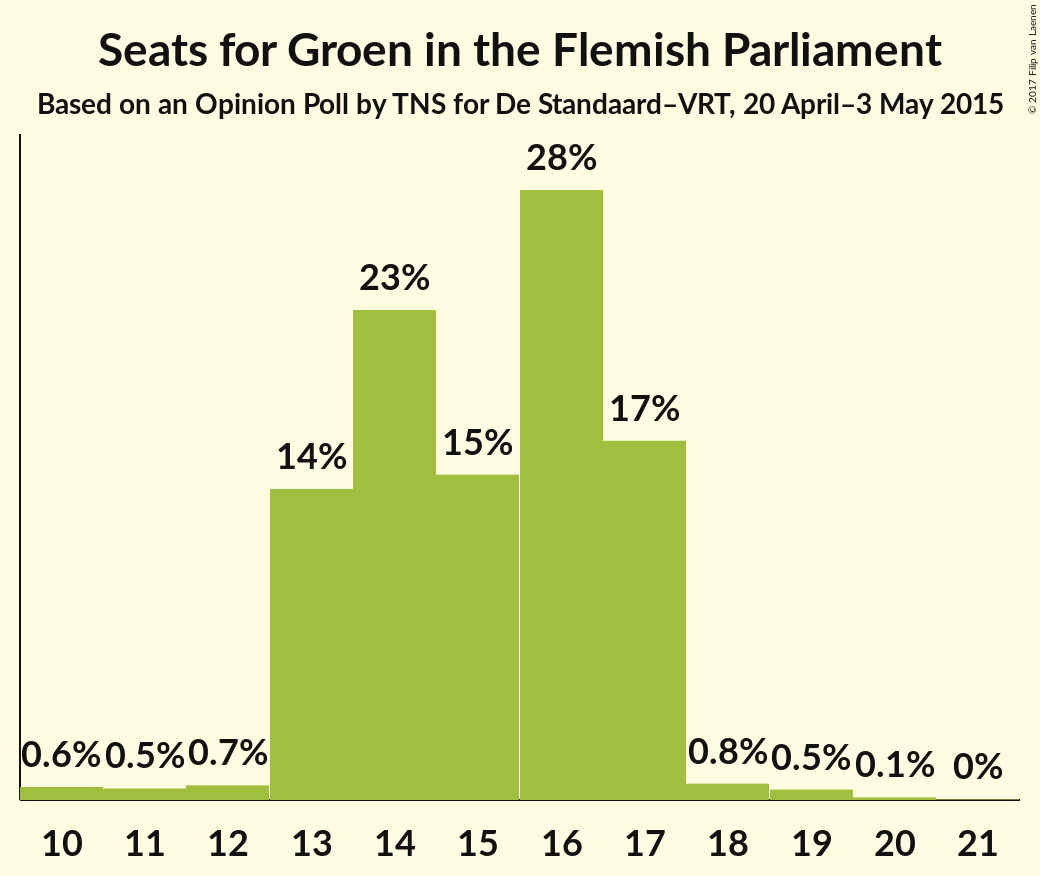 Seats for Groen in the Flemish Parliament
Based on an Opinion Poll by TNS for De Standaard–VRT, 20 April–3 May 2015
© 2017 Filip van Laenen
28%
23%
17%
15%
14%
0.6% 0.5% 0.7% 0.8% 0.5% 0.1% 0%
10 11 12 13 14 15 16 17 18 19 20 21